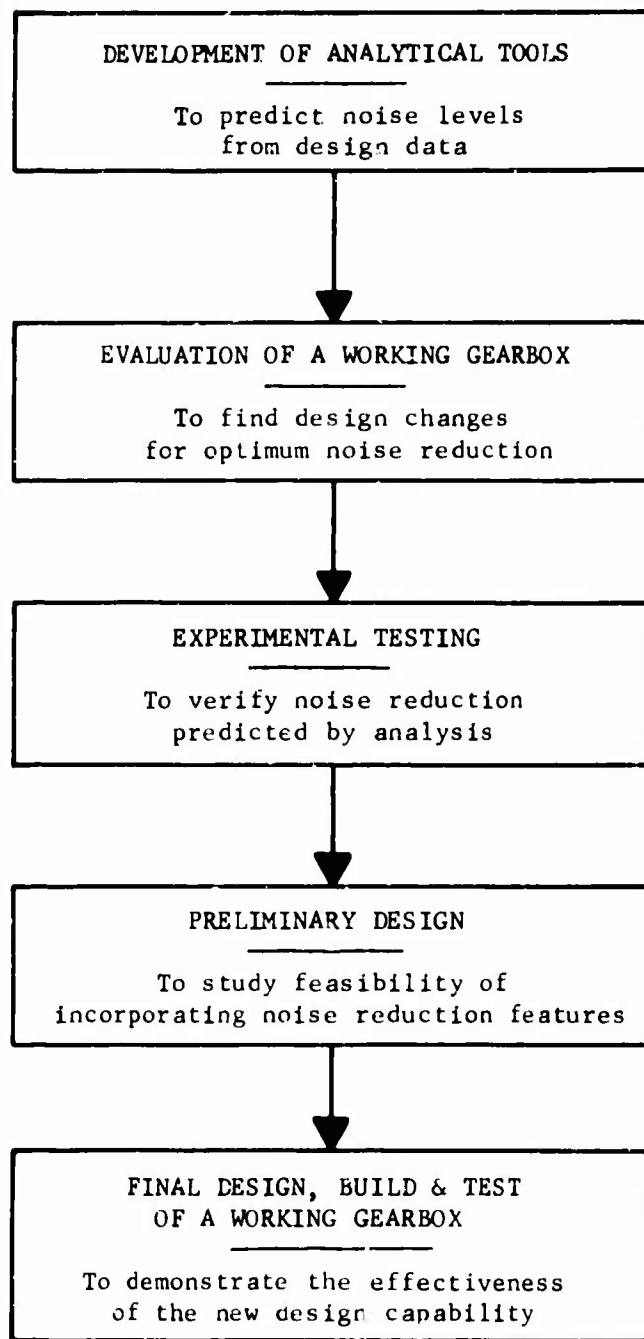 DEVELOPMENT OF ANALYTICAL TOOLS
To predict noise levels
from design data
EVALUATION OF A WORKING GEARBOX
To find design changes
for optimum noise reduction
EXPERIMENTAL TESTING
To verify noise reduction
predicted by analysis
PRELIMINARY DESIGN
To study feasibility of
incorporating noise reduction features
FINAL DESIGN, BUILD & TEST
OF A WORKING GEARBOX
To demonstrate the effectiveness
of the new design capability